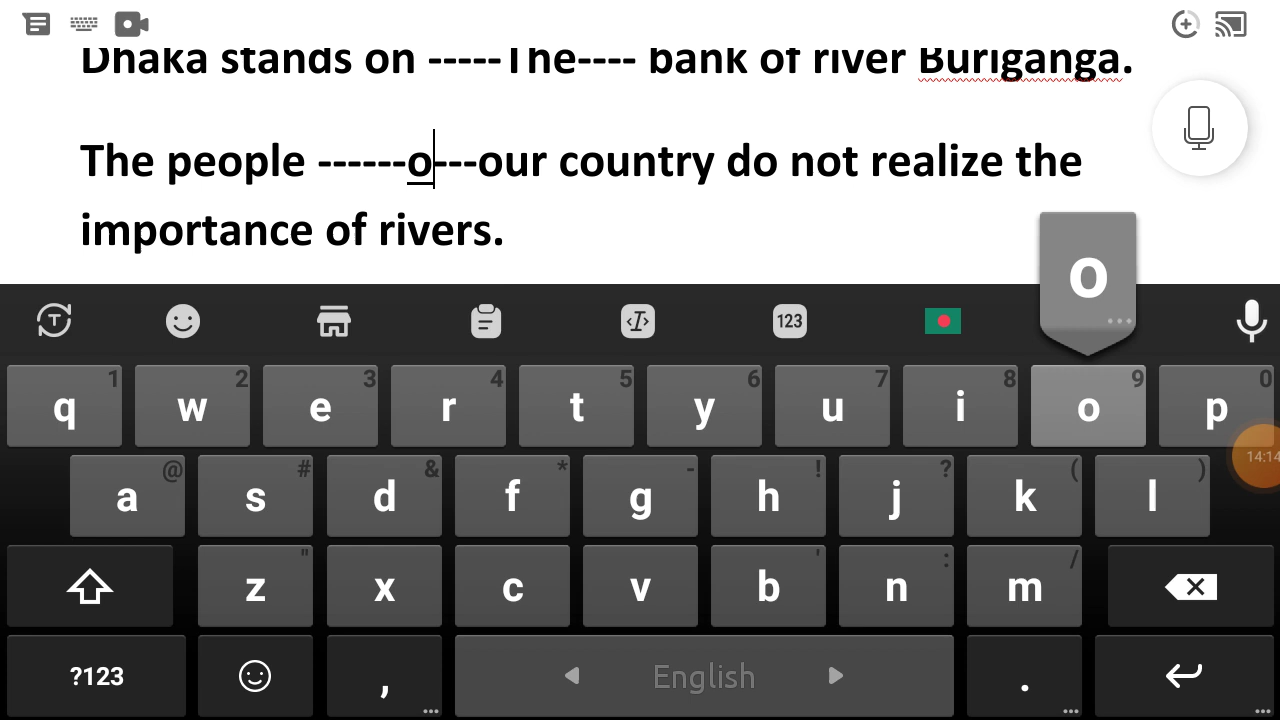 Dhaka stands on -----The---- bank of river Buriganga.
The people ------o---our country do not realize the
importance of rivers.
o
T
123
1 2 3 4 5 6 7 8 9 0
q w e r t y u i o p
@ # & * - ! ? ( )
a s d f g h j k l
14:14
" ' : /
z x c v b n m
?123 , English .